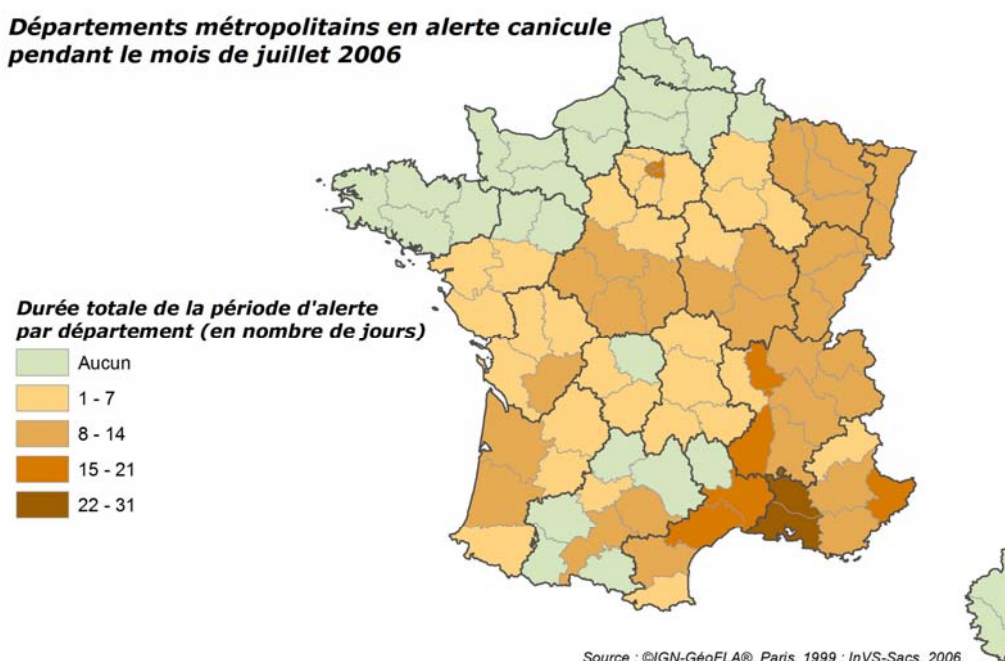 Départements métropolitains en alerte canicule
pendant le mois de juillet 2006
Durée totale de la période d'alerte
par département (en nombre de jours)
Aucun
1 - 7
8 - 14
15 - 21
22 - 31
Source : ©IGN-GéoFLA®, Paris, 1999 ; InVS-Sacs, 2006